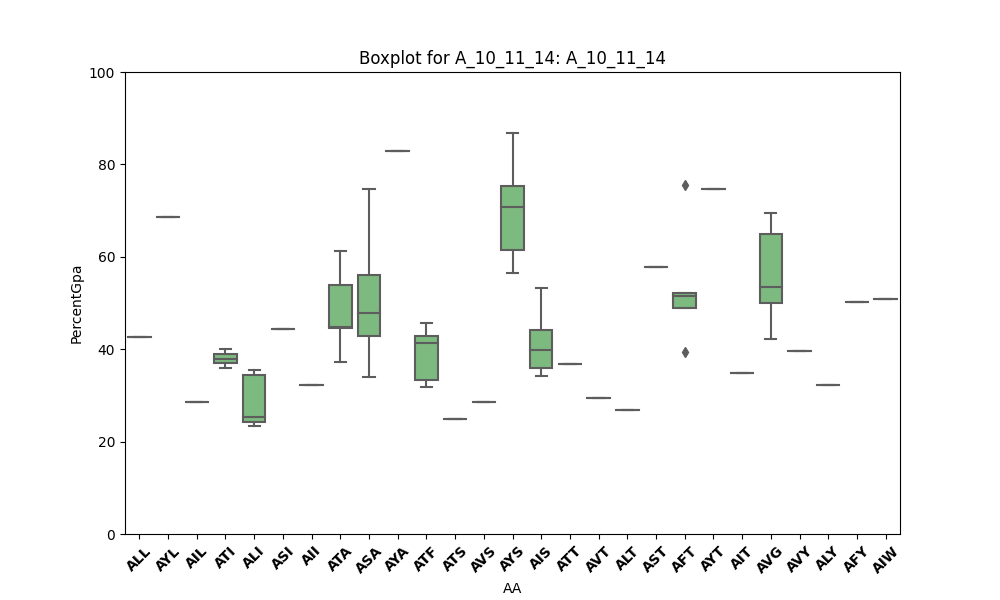 Boxplot for A_10_11_14: A_10_11_14
PercentGpa
100
80
60
40
20
0
ALL AYL AIL ATI ALI ASI AII ATA ASA AYA ATF ATS AVS AYS AIS ATT AVT ALT AST AFT AYT AIT AVG AVY ALY AFY AIW
AA